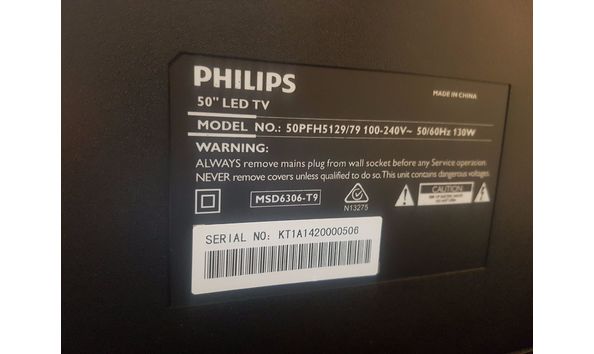 PHILIPS
50" LED TV
MADE IN CHINA
MODEL NO.: 50PFH5129/79 100-240V~ 50/60Hz 130W
WARNING:
ALWAYS remove mains plug from wall socket before any Service operation.
NEVER remove covers unless qualified to do so. This unit contains dangerous voltages.
MSD6306-T9
N13275
CAUTION
SERIAL NO: KT1A1420000506